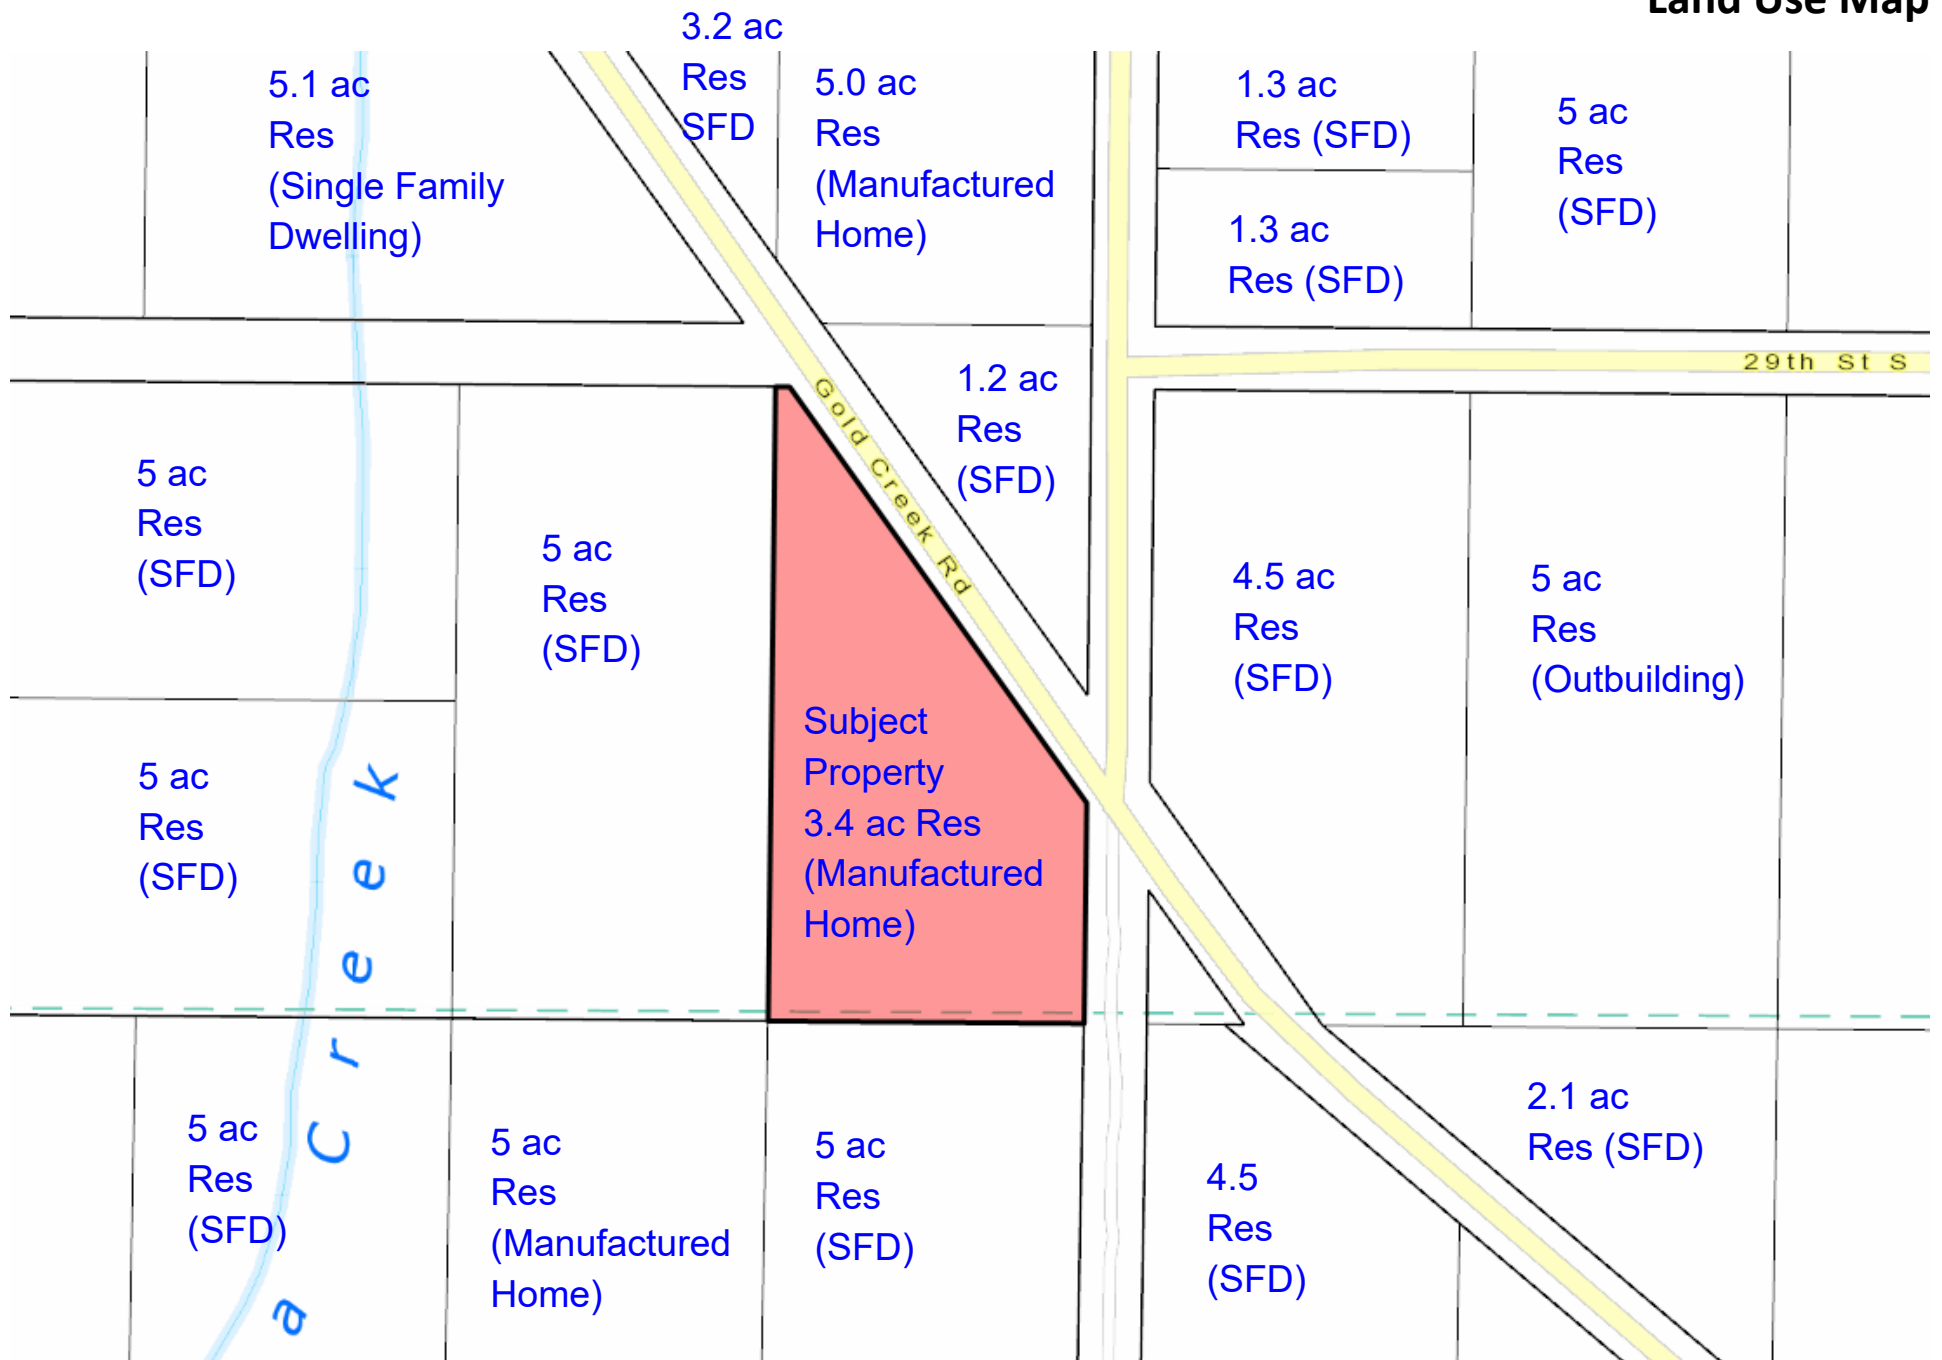 Land Use Map
3.2 ac
Res
SFD
5.1 ac
Res
(Single Family
Dwelling)
5.0 ac
Res
(Manufactured
Home)
1.3 ac
Res (SFD)
1.3 ac
Res (SFD)
5 ac
Res
(SFD)
29th St S
Gold Creek Rd
1.2 ac
Res
(SFD)
5 ac
Res
(SFD)
5 ac
Res
(SFD)
4.5 ac
Res
(SFD)
5 ac
Res
(Outbuilding)
Subject
Property
3.4 ac Res
(Manufactured
Home)
5 ac
Res
(SFD)
a Creek
5 ac
Res
(SFD)
5 ac
Res
(Manufactured
Home)
5 ac
Res
(SFD)
4.5
Res
(SFD)
2.1 ac
Res (SFD)